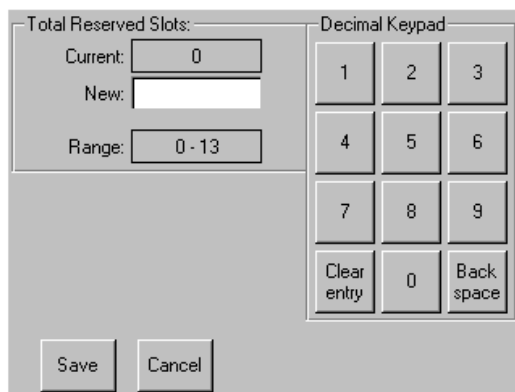 Total Reserved Slots:
Current: 0
New:
Range: 0 - 13
Decimal Keypad
1 2 3
4 5 6
7 8 9
Clear entry 0 Back space
Save Cancel